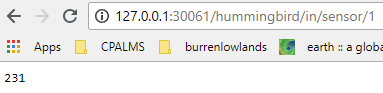 127.0.0.1:30061/hummingbird/in/sensor/1
Apps CPALMS burrenlowlands earth :: a globa
231